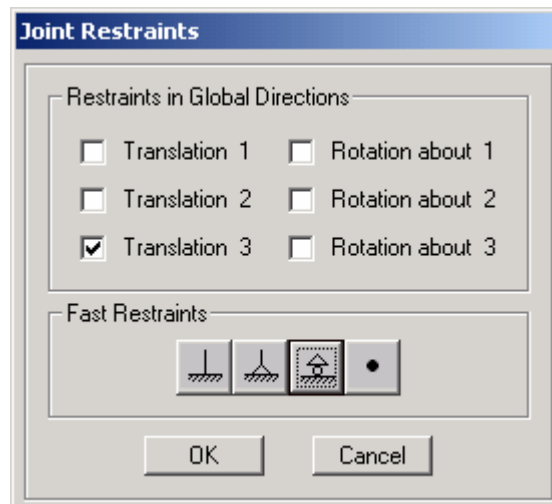 Joint Restraints
Restraints in Global Directions
Translation 1 Rotation about 1
Translation 2 Rotation about 2
Translation 3 Rotation about 3
Fast Restraints
OK Cancel